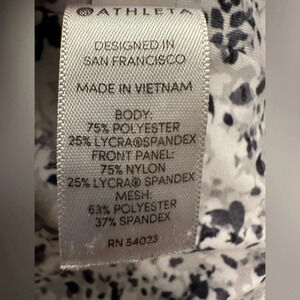 ATHLETA
DESIGNED IN
SAN FRANCISCO
MADE IN VIETNAM
BODY:
75% POLYESTER
25% LYCRA®SPANDEX
FRONT PANEL:
75% NYLON
25% LYCRA® SPANDEX
MESH:
63% POLYESTER
37% SPANDEX
RN 54023